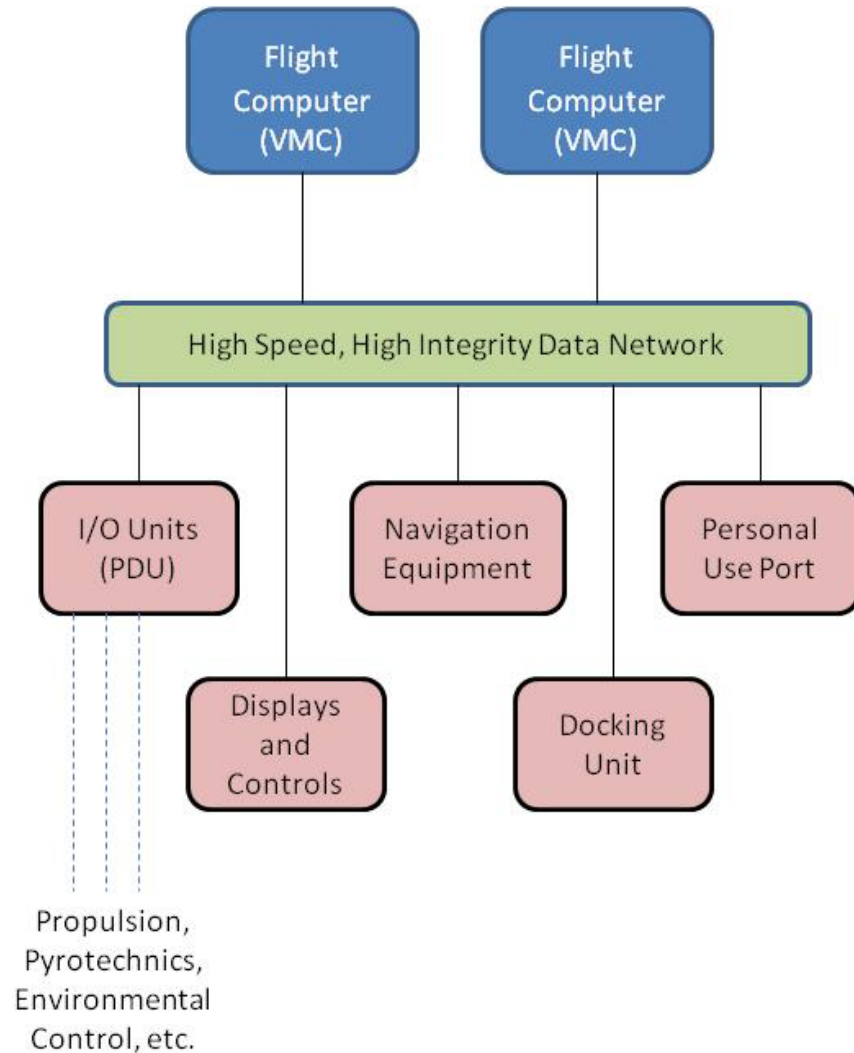 Flight
Computer
(VMC)
Flight
Computer
(VMC)
High Speed, High Integrity Data Network
I/O Units
(PDU)
Navigation
Equipment
Personal
Use Port
Displays
and
Controls
Docking
Unit
Propulsion,
Pyrotechnics,
Environmental
Control, etc.